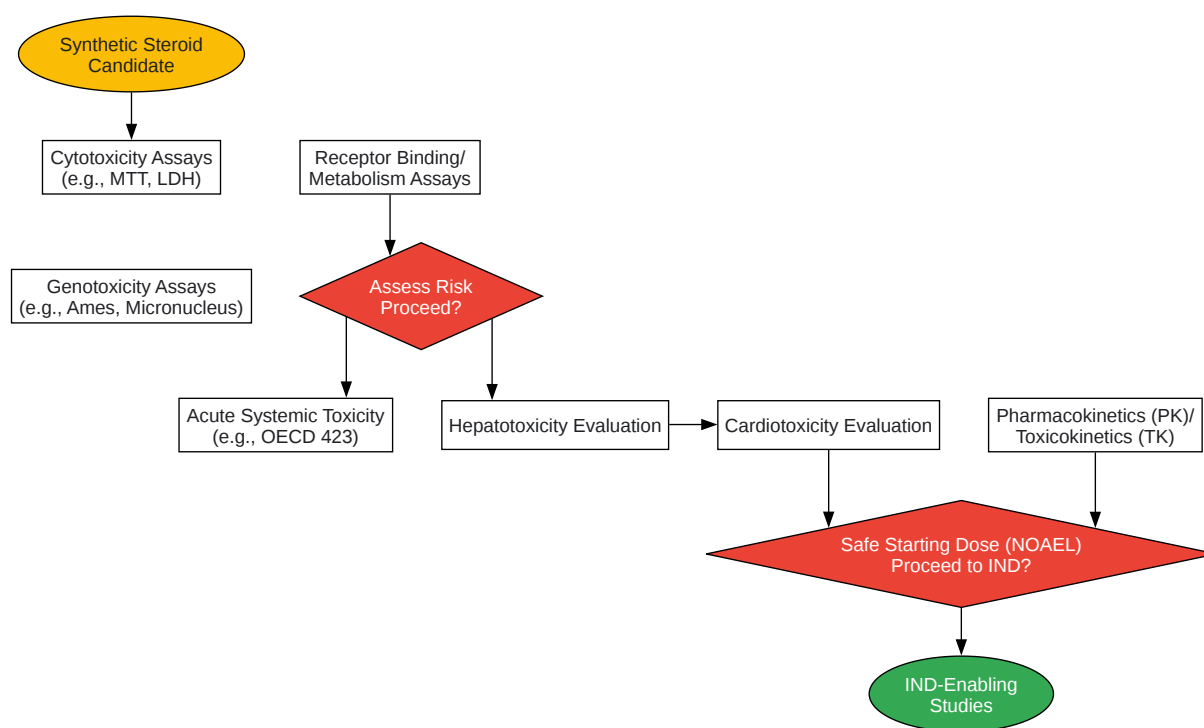 Synthetic Steroid
Candidate
Cytotoxicity Assays
(e.g., MTT, LDH)
Receptor Binding/
Metabolism Assays
Genotoxicity Assays
(e.g., Ames, Micronucleus)
Assess Risk
Proceed?
Acute Systemic Toxicity
(e.g., OECD 423)
Hepatotoxicity Evaluation
Cardiotoxicity Evaluation
Pharmacokinetics (PK)/
Toxicokinetics (TK)
Safe Starting Dose (NOAEL)
Proceed to IND?
IND-Enabling
Studies